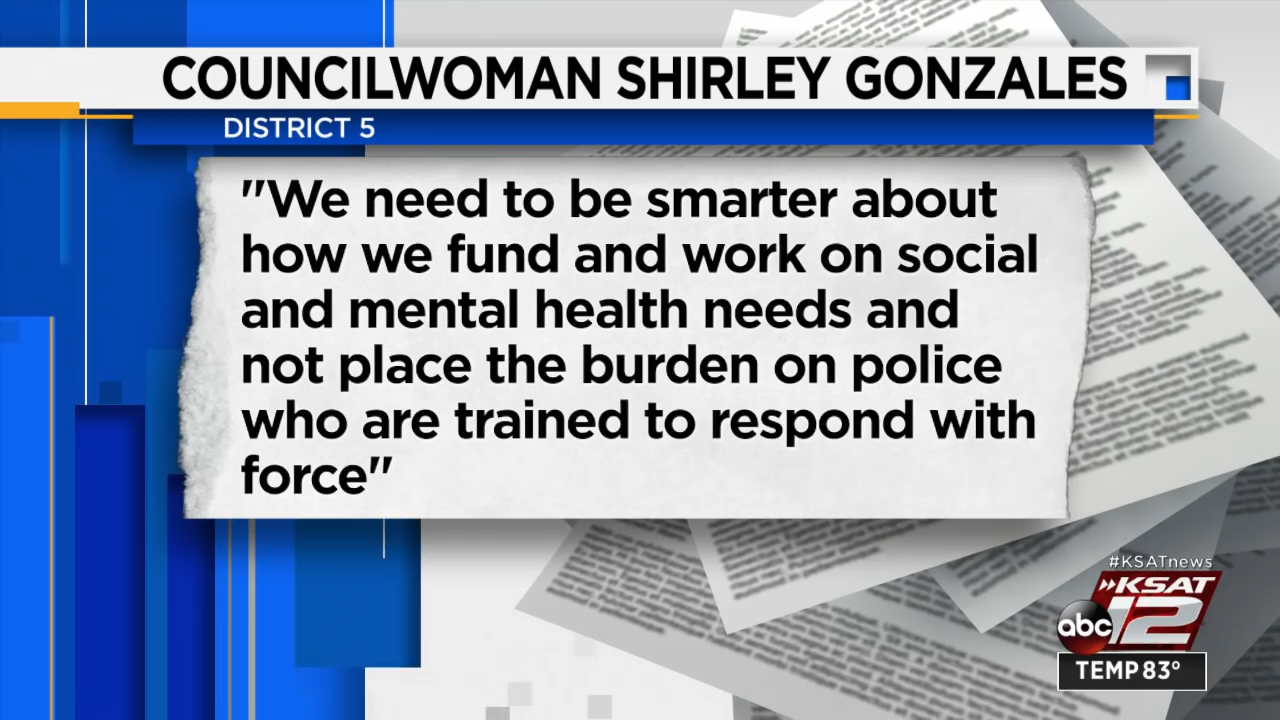 COUNCILWOMAN SHIRLEY GONZALES
DISTRICT 5
"We need to be smarter about
how we fund and work on social
and mental health needs and
not place the burden on police
who are trained to respond with
force"
#KSATnews
KSAT
abc 12
TEMP 83°